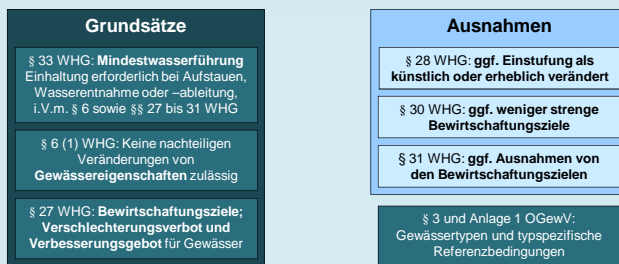 Grundsätze
§ 33 WHG: Mindestwasserführung
Einhaltung erforderlich bei Aufstauen,
Wasserentnahme oder –ableitung,
i.V.m. § 6 sowie §§ 27 bis 31 WHG
§ 6 (1) WHG: Keine nachteiligen
Veränderungen von
Gewässereigenschaften zulässig
§ 27 WHG: Bewirtschaftungsziele;
Verschlechterungsverbot und
Verbesserungsgebot für Gewässer
Ausnahmen
§ 28 WHG: ggf. Einstufung als
künstlich oder erheblich verändert
§ 30 WHG: ggf. weniger strenge
Bewirtschaftungsziele
§ 31 WHG: ggf. Ausnahmen von
den Bewirtschaftungszielen
§ 3 und Anlage 1 OGewV:
Gewässertypen und typspezifische
Referenzbedingungen